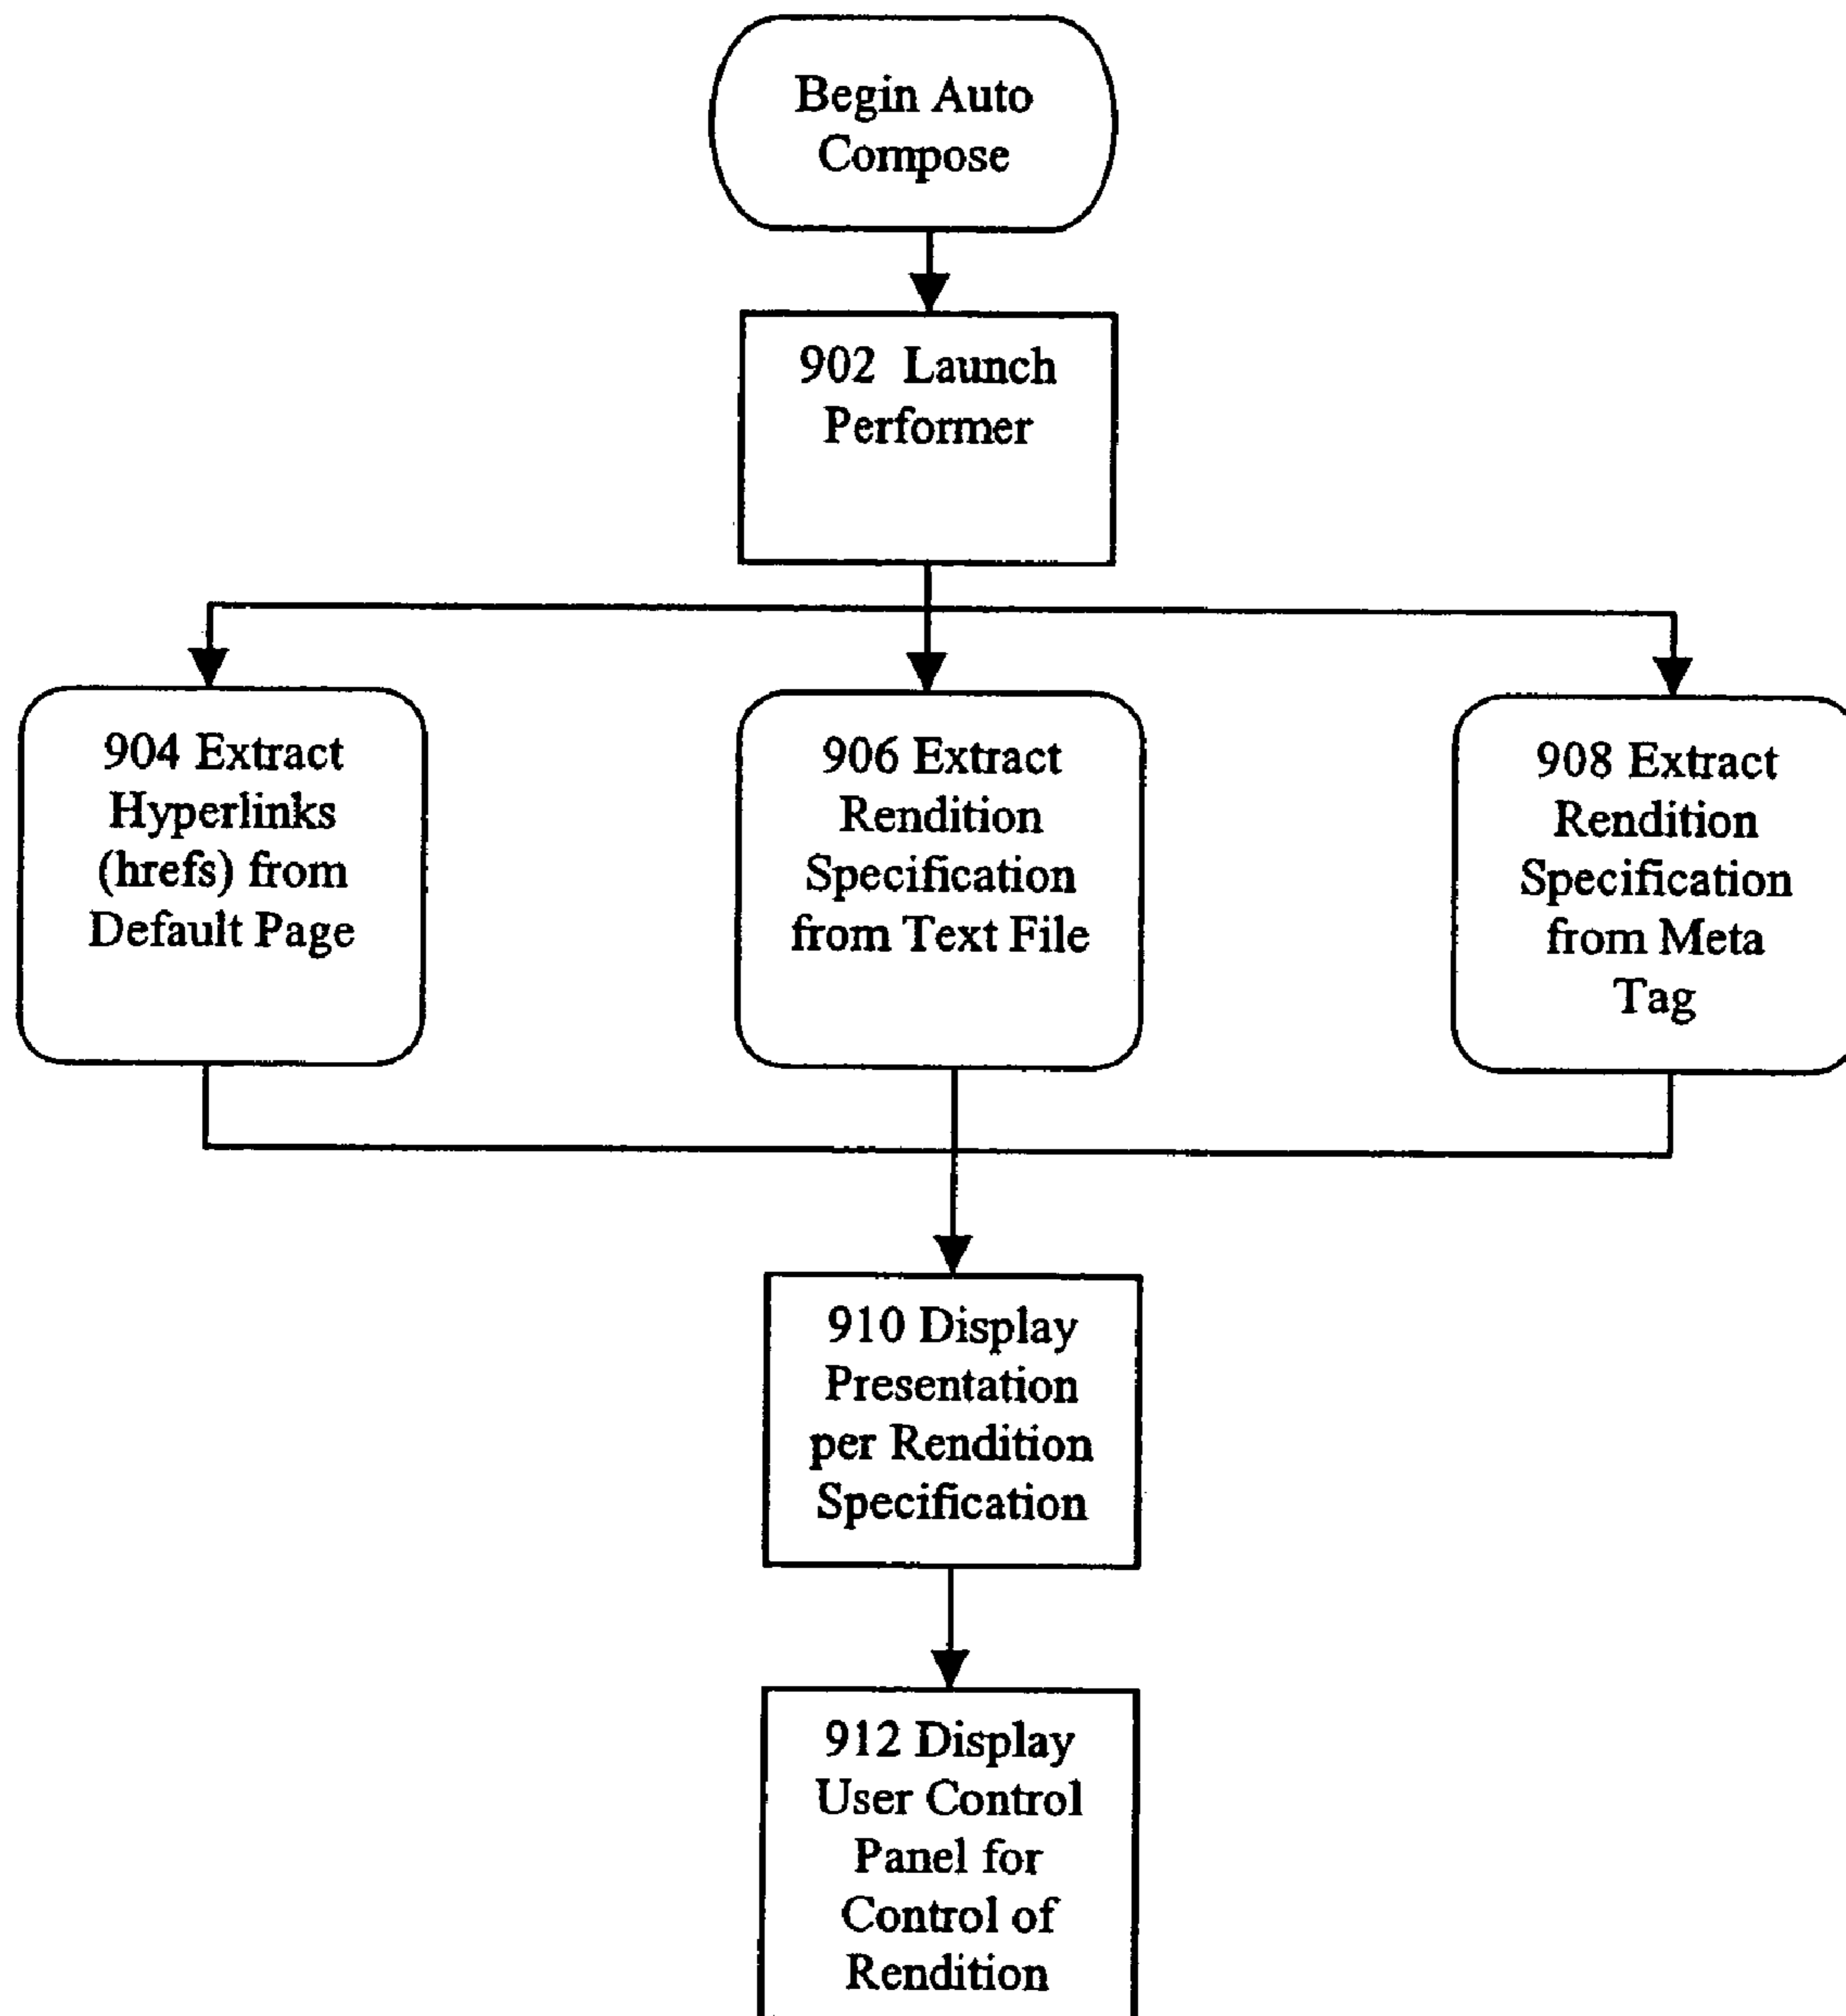 Begin Auto
Compose
902 Launch
Performer
904 Extract
Hyperlinks
(hrefs) from
Default Page
906 Extract
Rendition
Specification
from Text File
908 Extract
Rendition
Specification
from Meta
Tag
910 Display
Presentation
per Rendition
Specification
912 Display
User Control
Panel for
Control of
Rendition